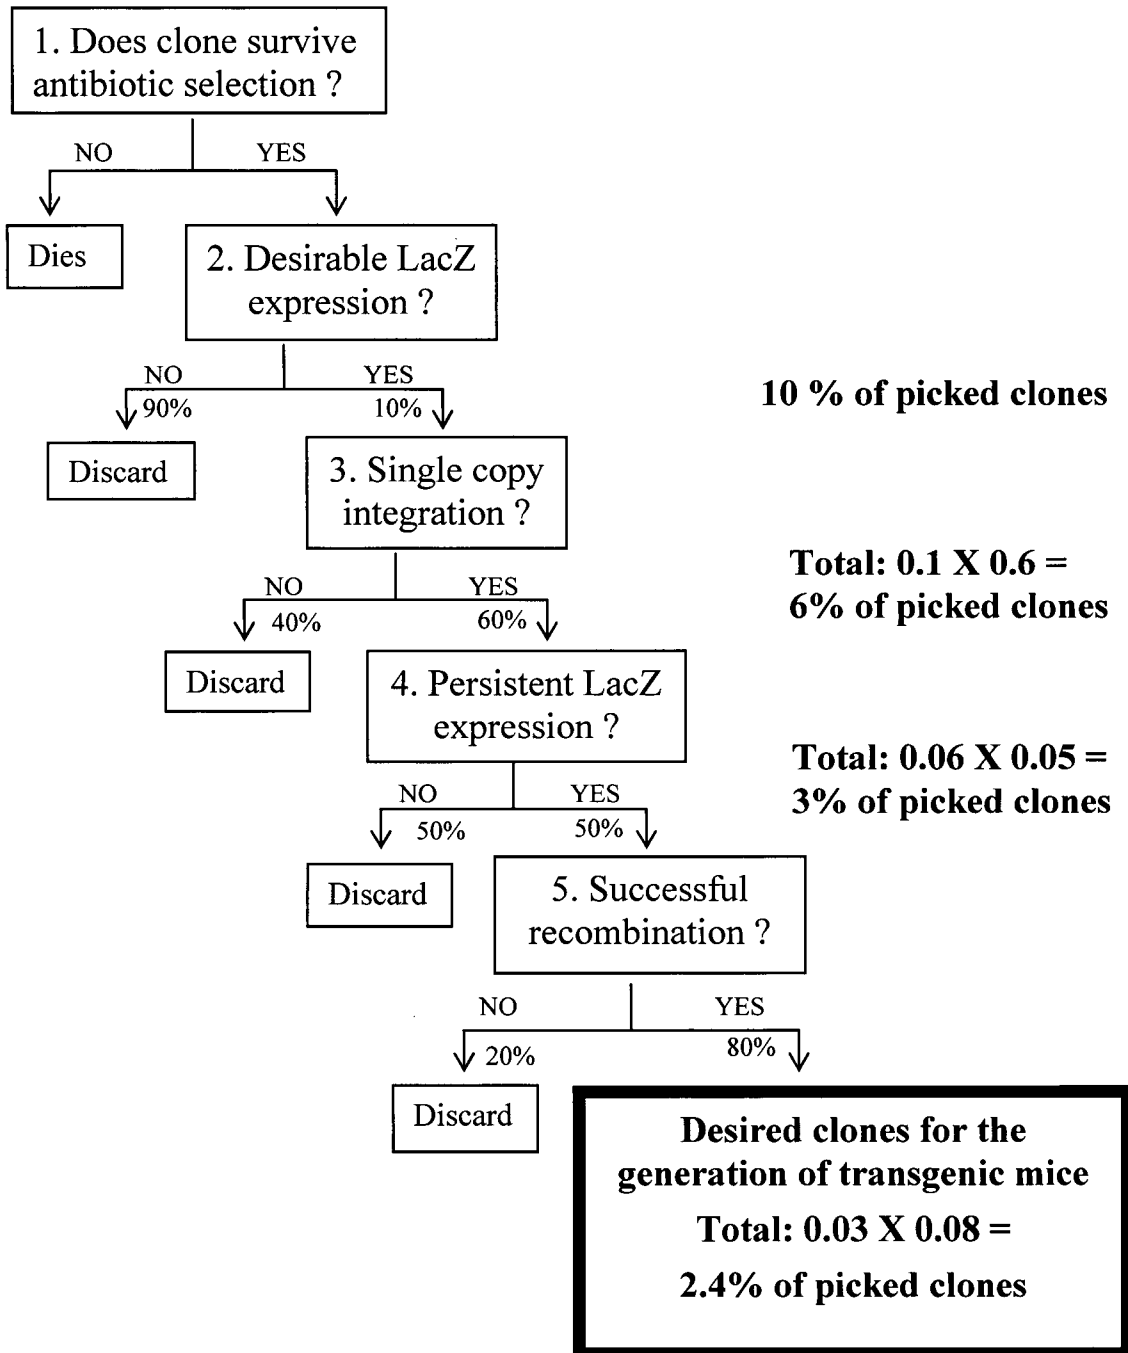 1. Does clone survive
antibiotic selection ?
NO
YES
Dies
2. Desirable LacZ
expression ?
NO
YES
90%
10%
10 % of picked clones
Discard
3. Single copy
integration ?
NO
YES
40%
60%
Total: 0.1 X 0.6 =
6% of picked clones
Discard
4. Persistent LacZ
expression ?
NO
YES
50%
50%
Total: 0.06 X 0.05 =
3% of picked clones
Discard
5. Successful
recombination ?
NO
YES
20%
80%
Discard
Desired clones for the
generation of transgenic mice
Total: 0.03 X 0.08 =
2.4% of picked clones